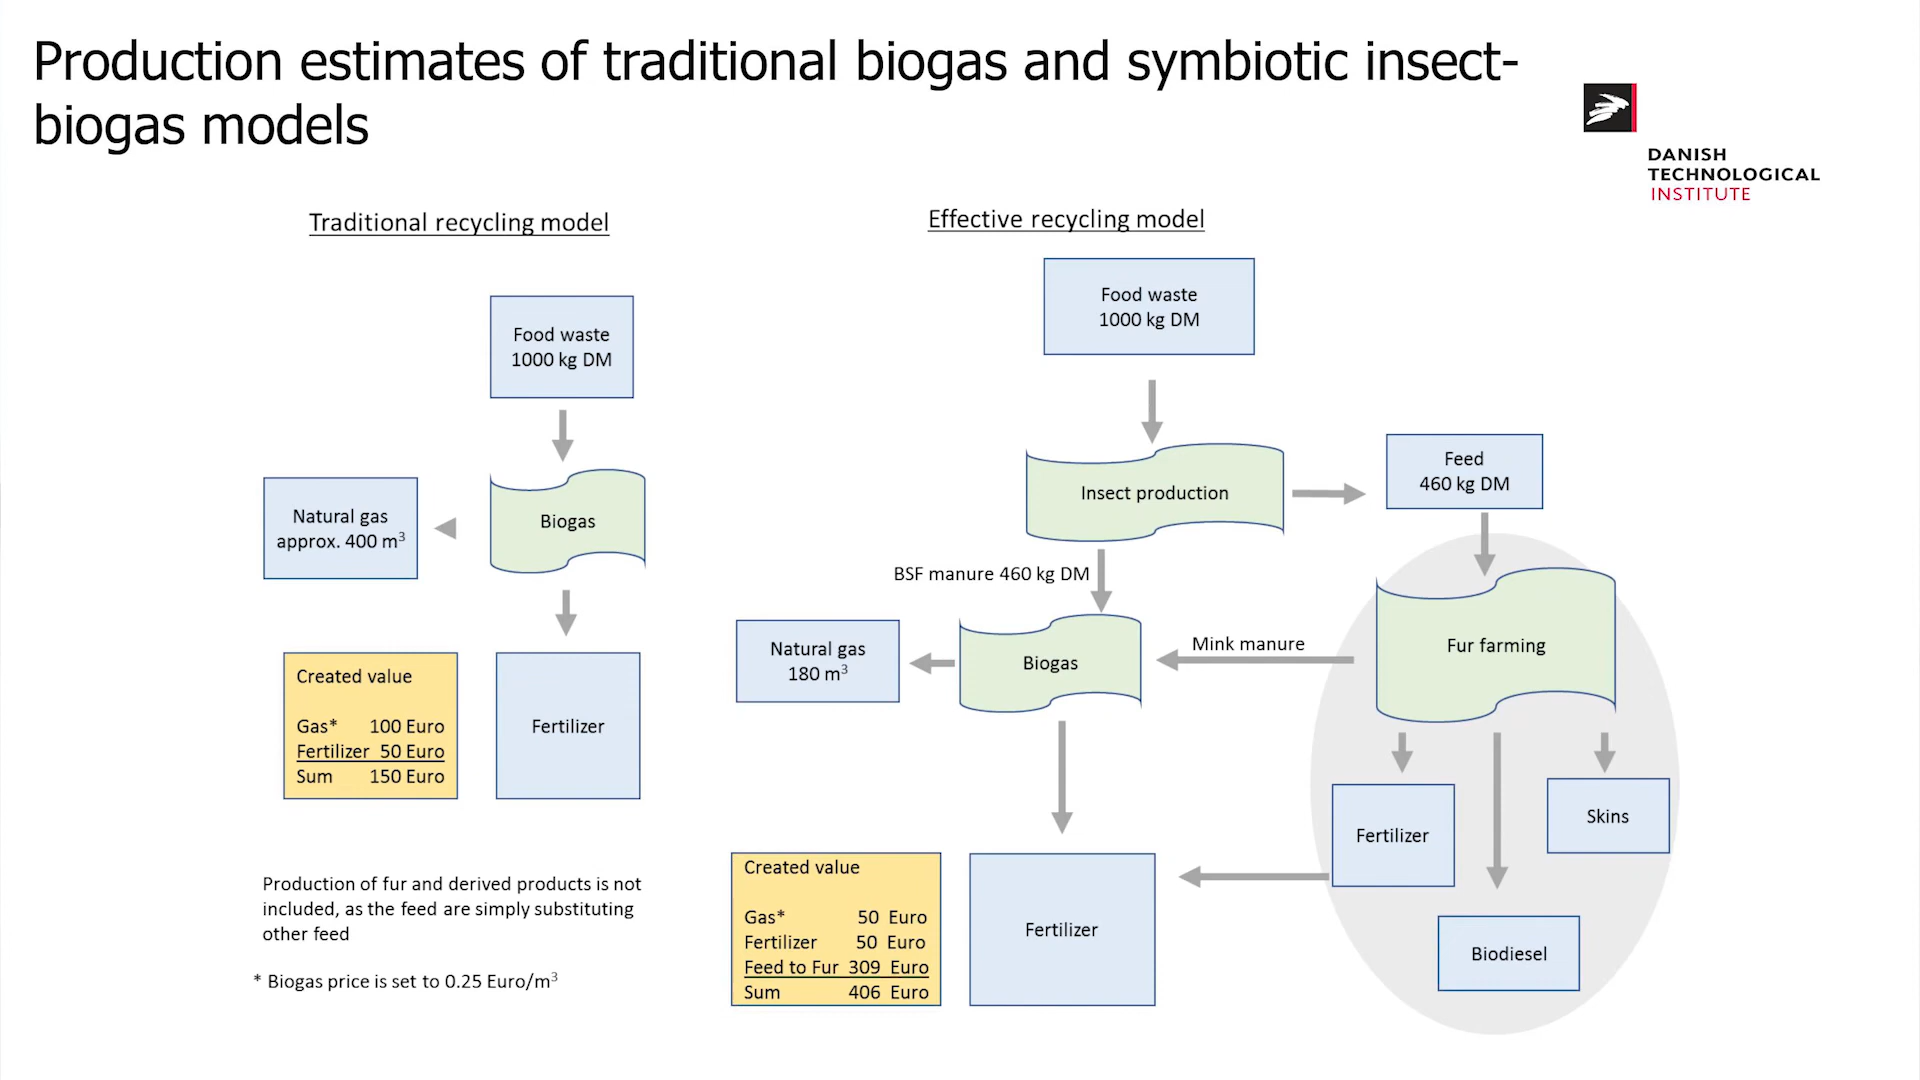 Production estimates of traditional biogas and symbiotic insect-
biogas models
DANISH
TECHNOLOGICAL
INSTITUTE
Traditional recycling model
Food waste
1000 kg DM
Natural gas
approx. 400 m³
Biogas
Created value
Gas* 100 Euro
Fertilizer 50 Euro
Sum 150 Euro
Fertilizer
Production of fur and derived products is not
included, as the feed are simply substituting
other feed
* Biogas price is set to 0.25 Euro/m³
Effective recycling model
Food waste
1000 kg DM
Insect production
Feed
460 kg DM
BSF manure 460 kg DM
Natural gas
180 m³
Biogas
Mink manure
Fur farming
Fertilizer
Skins
Biodiesel
Created value
Gas* 50 Euro
Fertilizer 50 Euro
Feed to Fur 309 Euro
Sum 406 Euro
Fertilizer